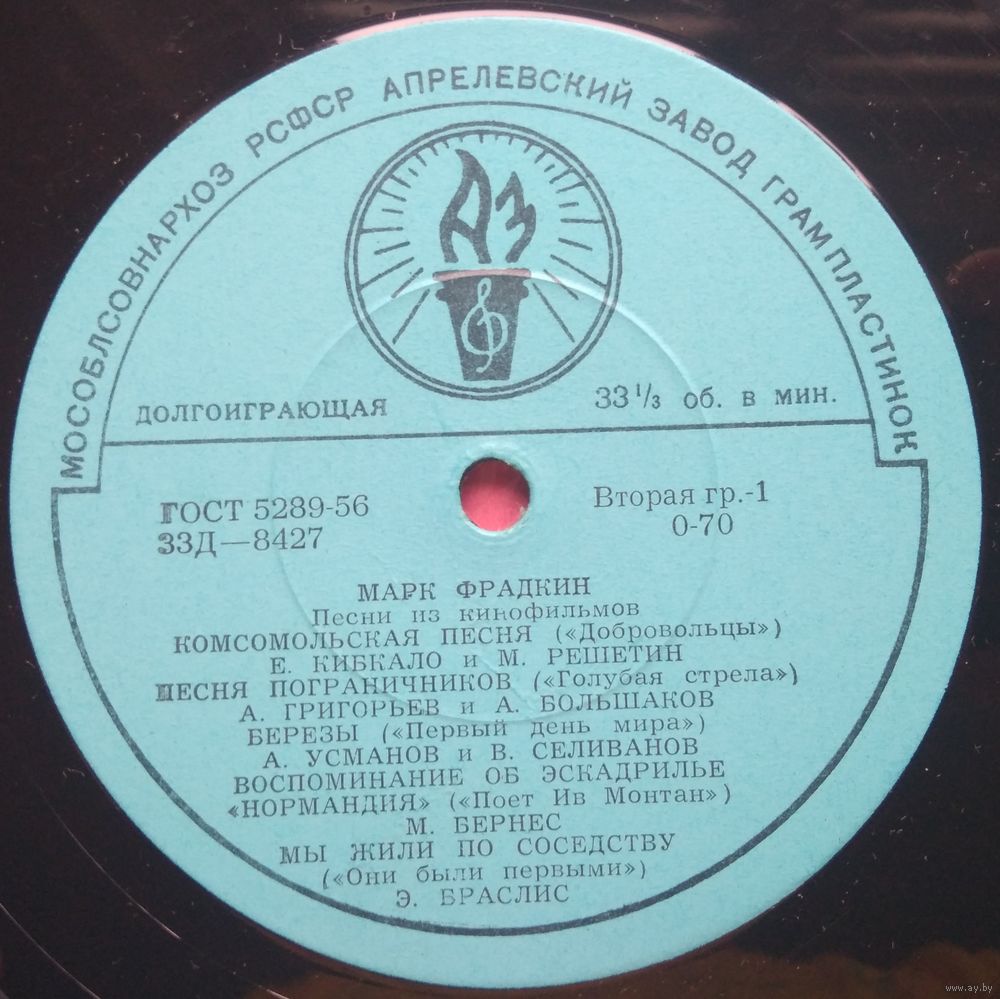 МОСОБЛСОВНАРХОЗ РСФСР АПРЕЛЕВСКИЙ ЗАВОД ГРАМПЛАСТИНОК
АЗ
ДОЛГОИГРАЮЩАЯ
33 1/3 об. в мин.
ГОСТ 5289-56
33Д—8427
Вторая гр.-1
0-70
МАРК ФРАДКИН
Песни из кинофильмов
КОМСОМОЛЬСКАЯ ПЕСНЯ («Добровольцы»)
Е. КИБКАЛО и М. РЕШЕТИН
ПЕСНЯ ПОГРАНИЧНИКОВ («Голубая стрела»)
А. ГРИГОРЬЕВ и А. БОЛЬШАКОВ
БЕРЕЗЫ («Первый день мира»)
А. УСМАНОВ и В. СЕЛИВАНОВ
ВОСПОМИНАНИЕ ОБ ЭСКАДРИЛЬЕ
«НОРМАНДИЯ» («Поет Ив Монтан»)
М. БЕРНЕС
МЫ ЖИЛИ ПО СОСЕДСТВУ
(«Они были первыми»)
Э. БРАСЛИС
www.ay.by